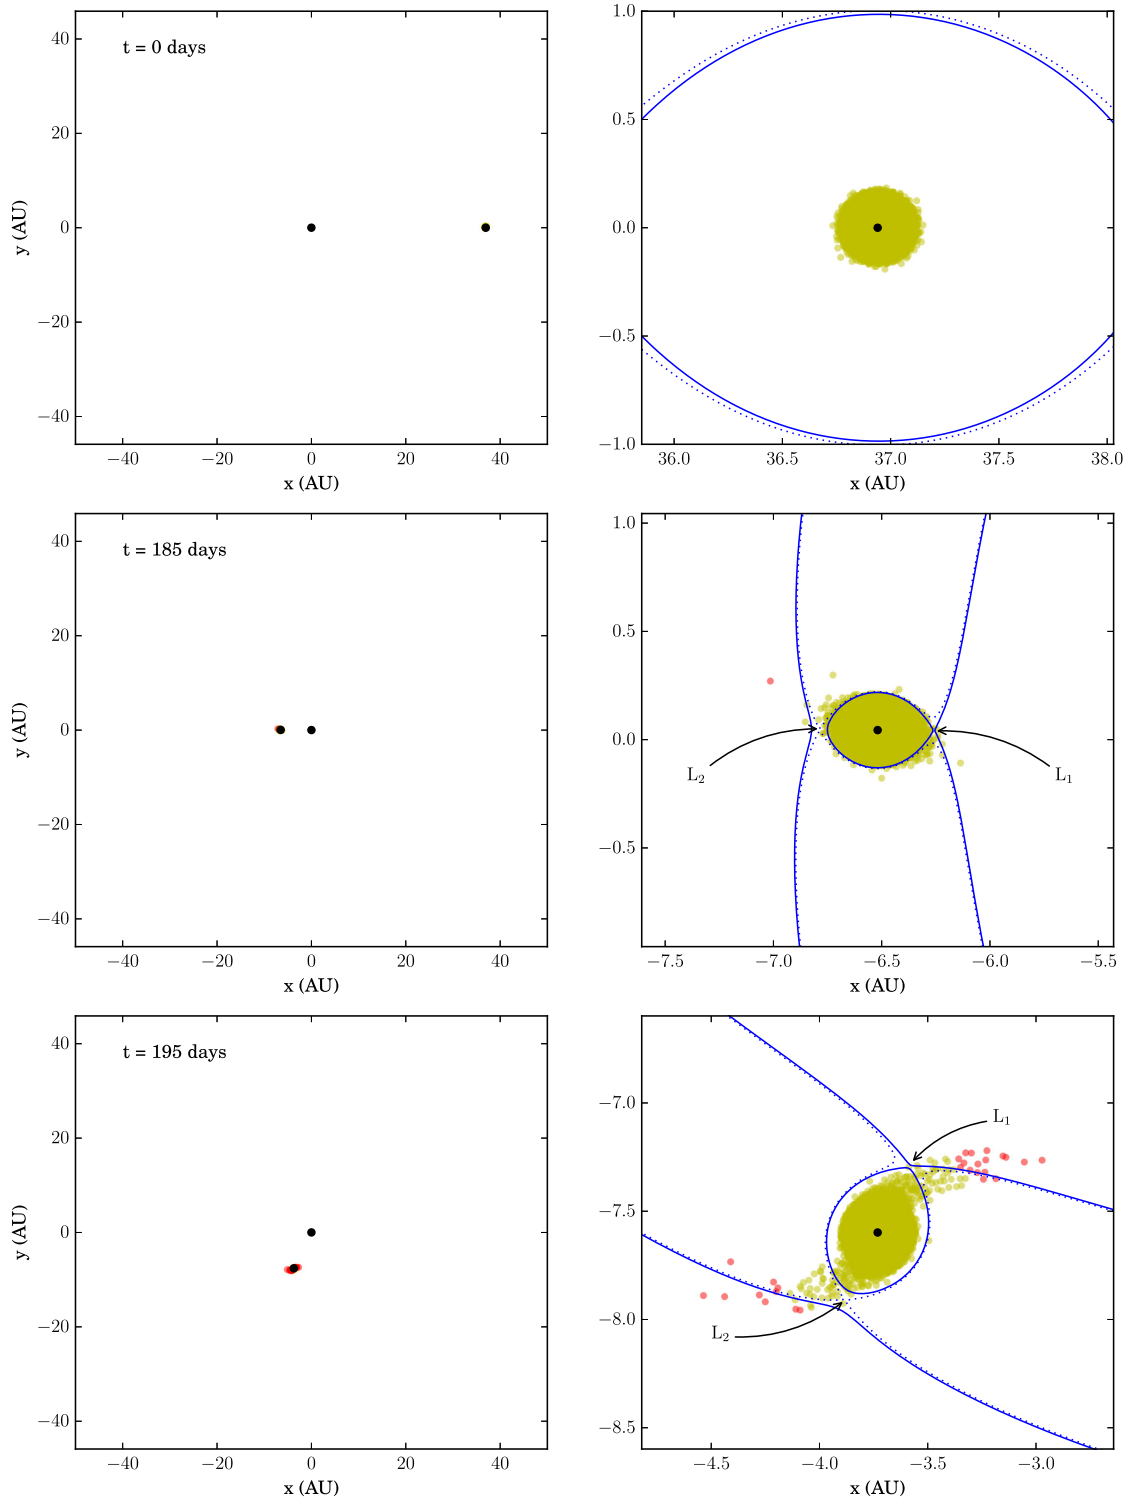 40
20
0
−20
−40
y (AU)
t = 0 days
−40 −20 0 20 40
x (AU)
1.0
0.5
0.0
−0.5
−1.0
36.0 36.5 37.0 37.5 38.0
x (AU)
40
20
0
−20
−40
y (AU)
t = 185 days
−40 −20 0 20 40
x (AU)
1.0
0.5
0.0
−0.5
L₂
L₁
−7.5 −7.0 −6.5 −6.0 −5.5
x (AU)
40
20
0
−20
−40
y (AU)
t = 195 days
−40 −20 0 20 40
x (AU)
−7.0
−7.5
−8.0
−8.5
L₁
L₂
−4.5 −4.0 −3.5 −3.0
x (AU)